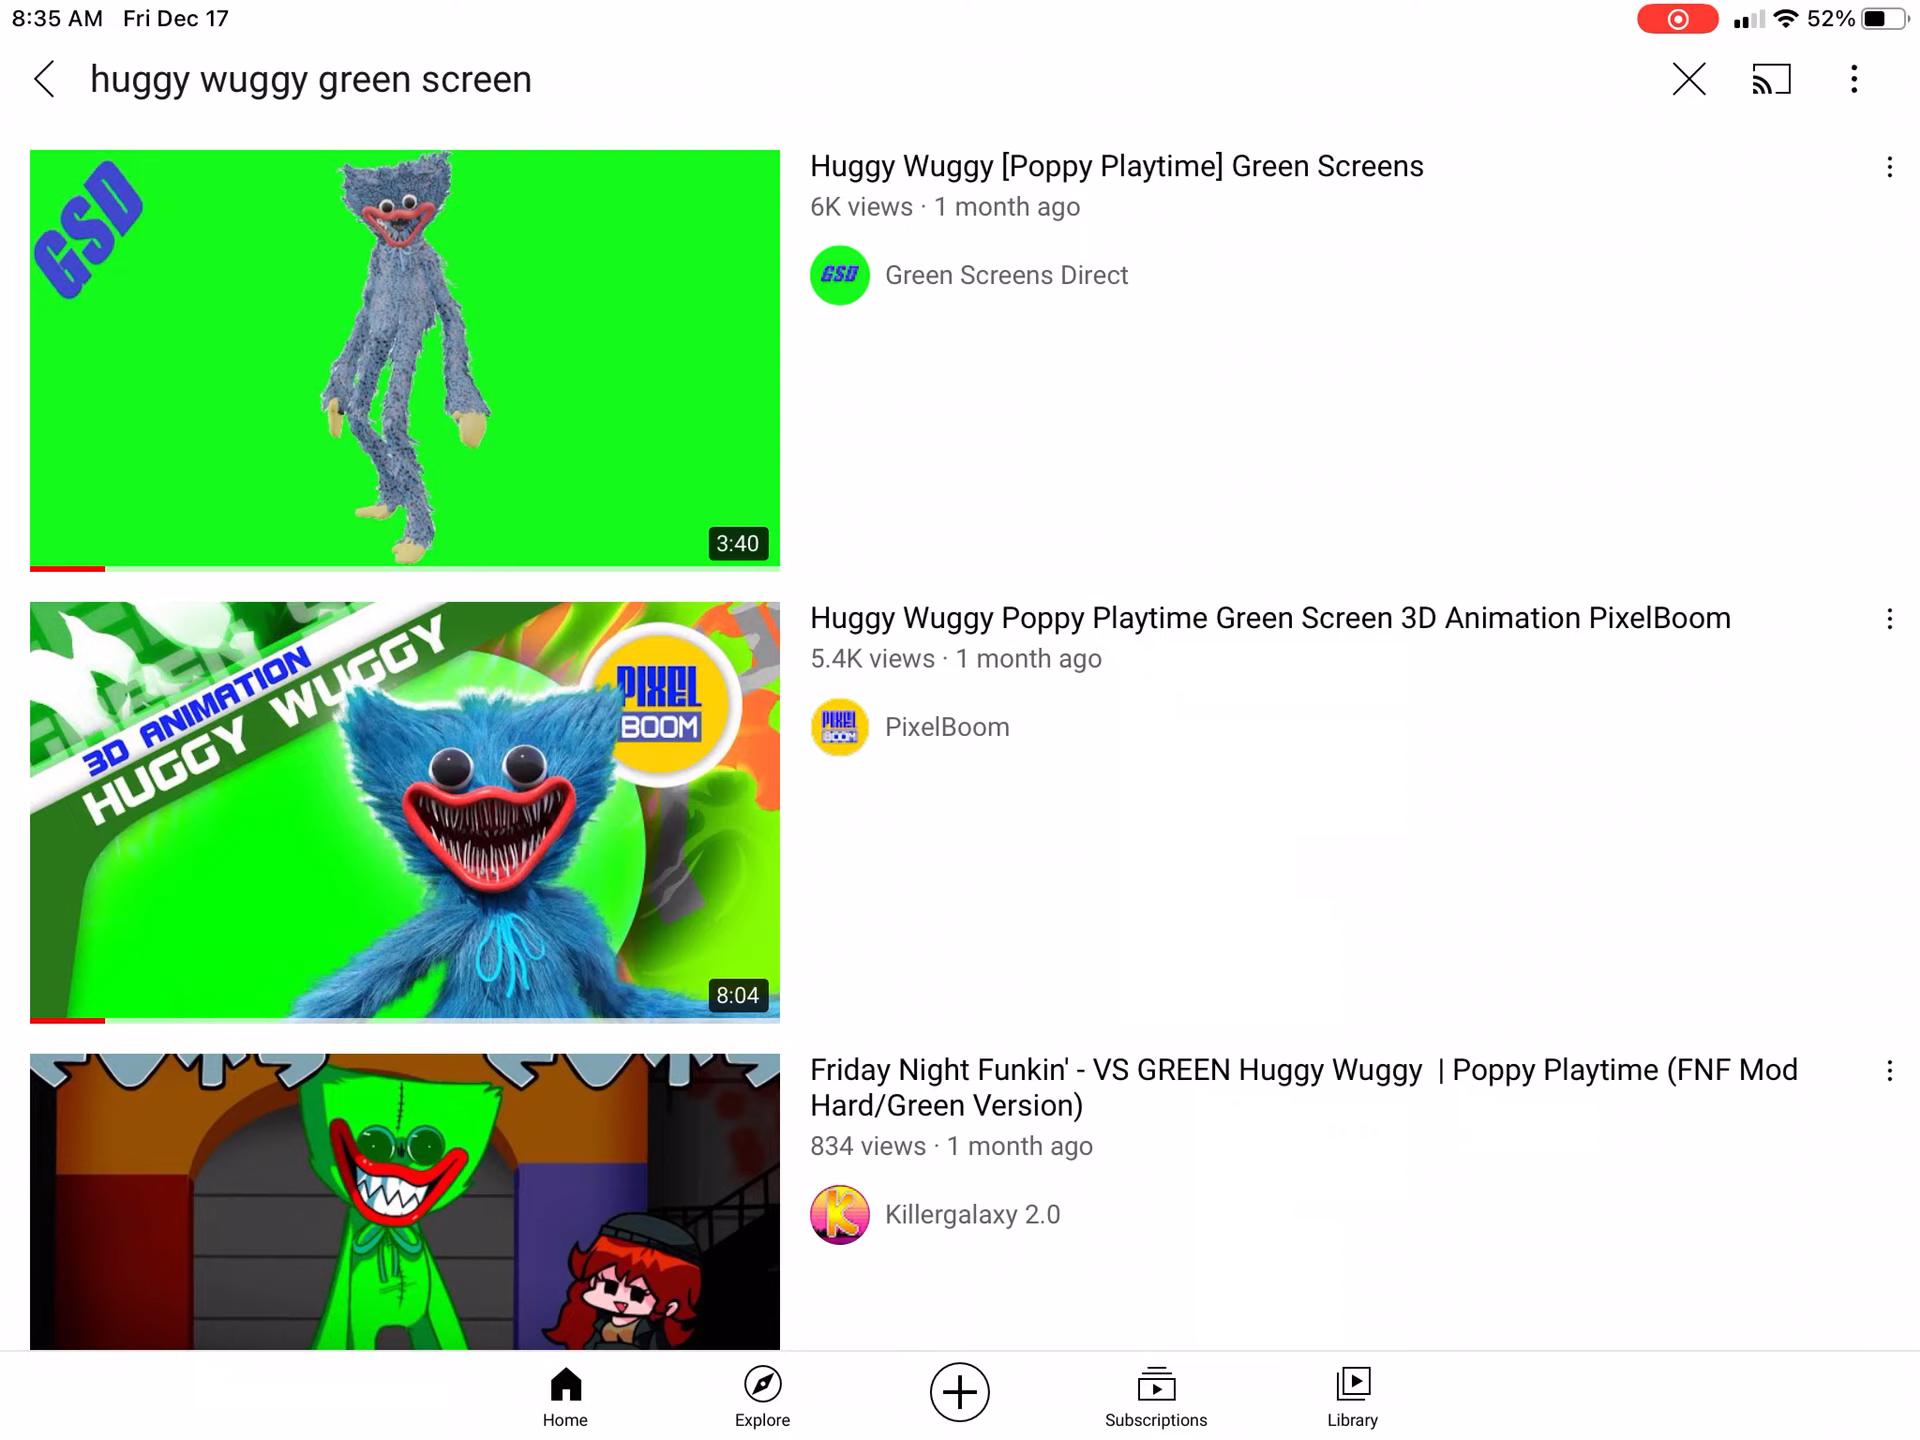 8:35 AM Fri Dec 17
52%
huggy wuggy green screen
GSD
3:40
Huggy Wuggy [Poppy Playtime] Green Screens
6K views · 1 month ago
GSD
Green Screens Direct
3D ANIMATION
HUGGY WUGGY
PIXEL
BOOM
8:04
Huggy Wuggy Poppy Playtime Green Screen 3D Animation PixelBoom
5.4K views · 1 month ago
PIXEL
BOOM
PixelBoom
Friday Night Funkin' - VS GREEN Huggy Wuggy | Poppy Playtime (FNF Mod
Hard/Green Version)
834 views · 1 month ago
K
Killergalaxy 2.0
Home
Explore
Subscriptions
Library